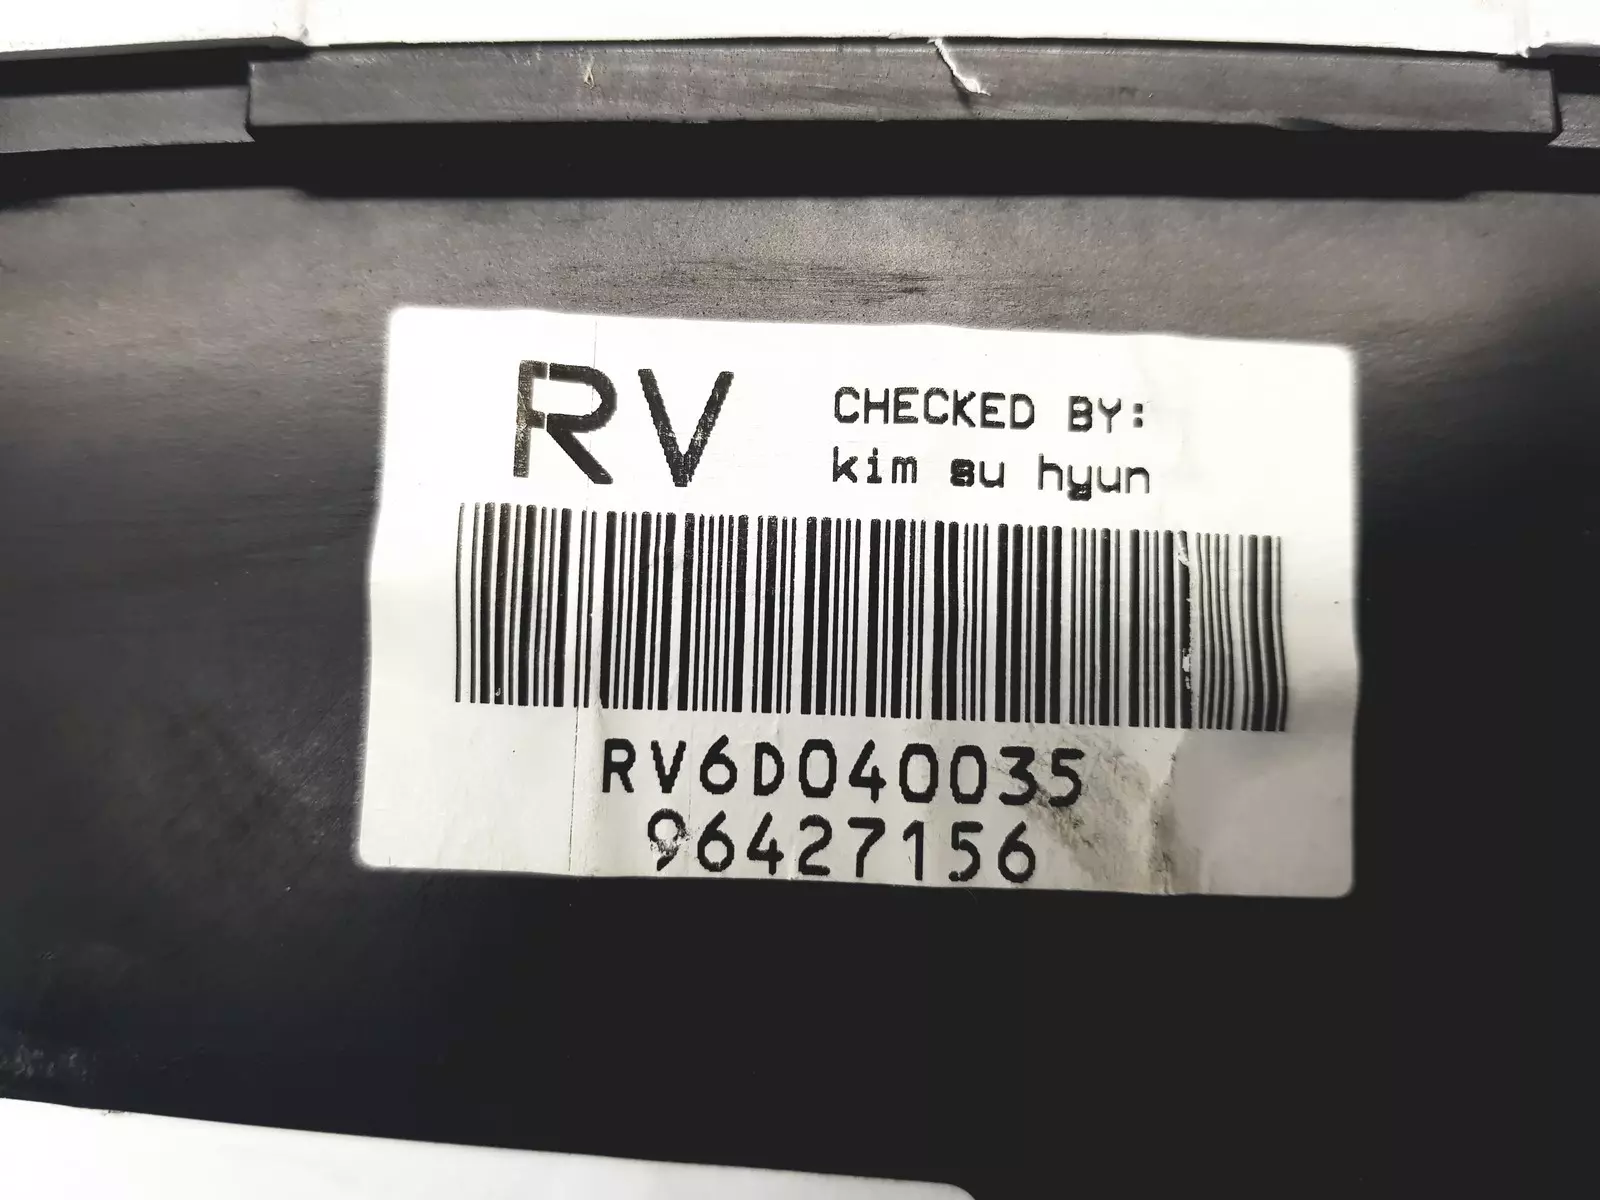 RV
CHECKED BY:
kim su hyun
RV6D040035
96427156